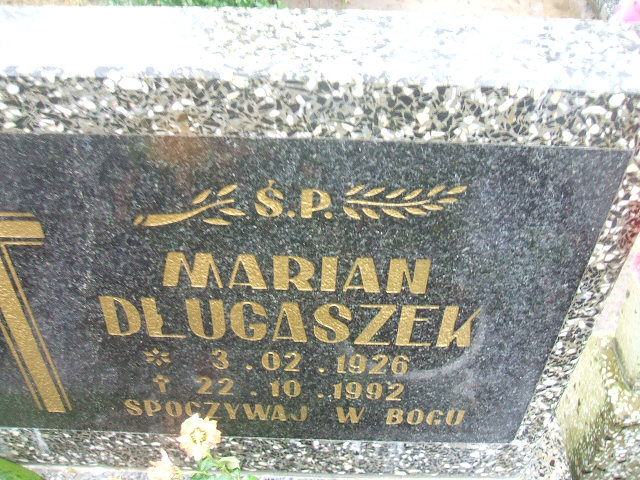 Ś.P.
MARIAN
DŁUGASZEK
* 3.02.1926
† 22.10.1992
SPOCZYWAJ W BOGU